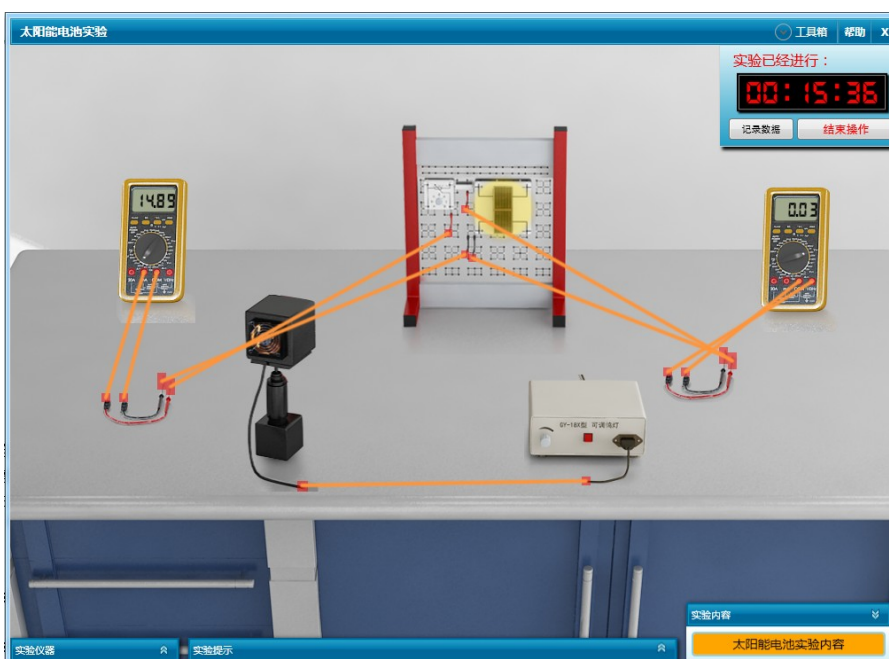 太阳能电池实验
工具箱 帮助 X
实验已经进行：
00:15:36
记录数据 结束操作
14.89
0.03
GY-18X型 可调溴灯
实验内容
太阳能电池实验内容
实验仪器
实验提示